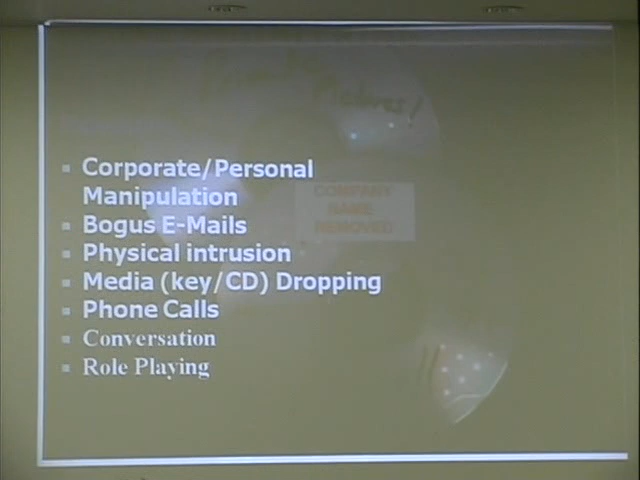 Pictures!
Corporate/Personal
Manipulation
COMPANY
NAME
REMOVED
Bogus E-Mails
Physical intrusion
Media (key/CD) Dropping
Phone Calls
Conversation
Role Playing